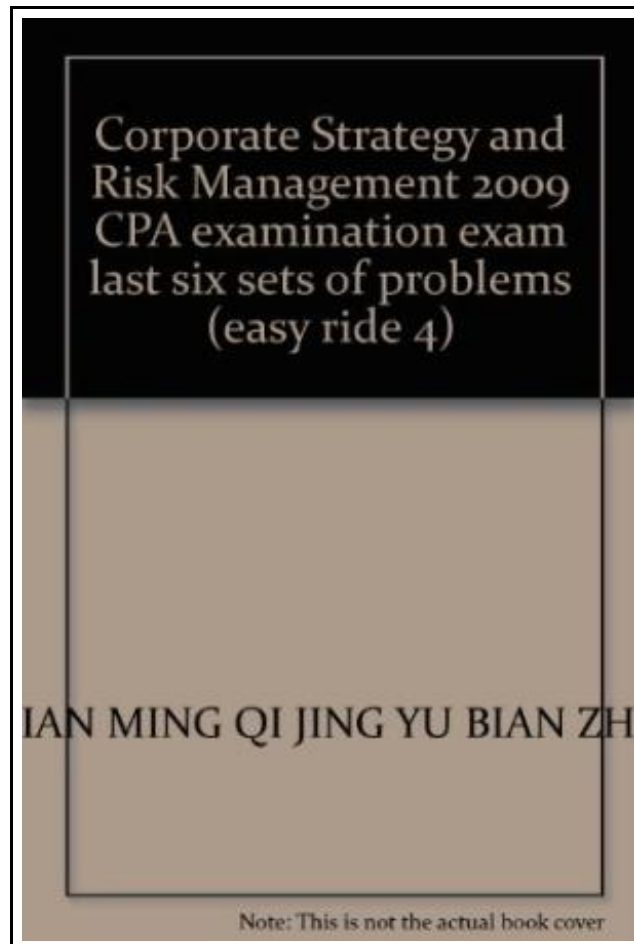 Corporate Strategy and
Risk Management 2009
CPA examination exam
last six sets of problems
(easy ride 4)
IAN MING QI JING YU BIAN ZH
Note: This is not the actual book cover